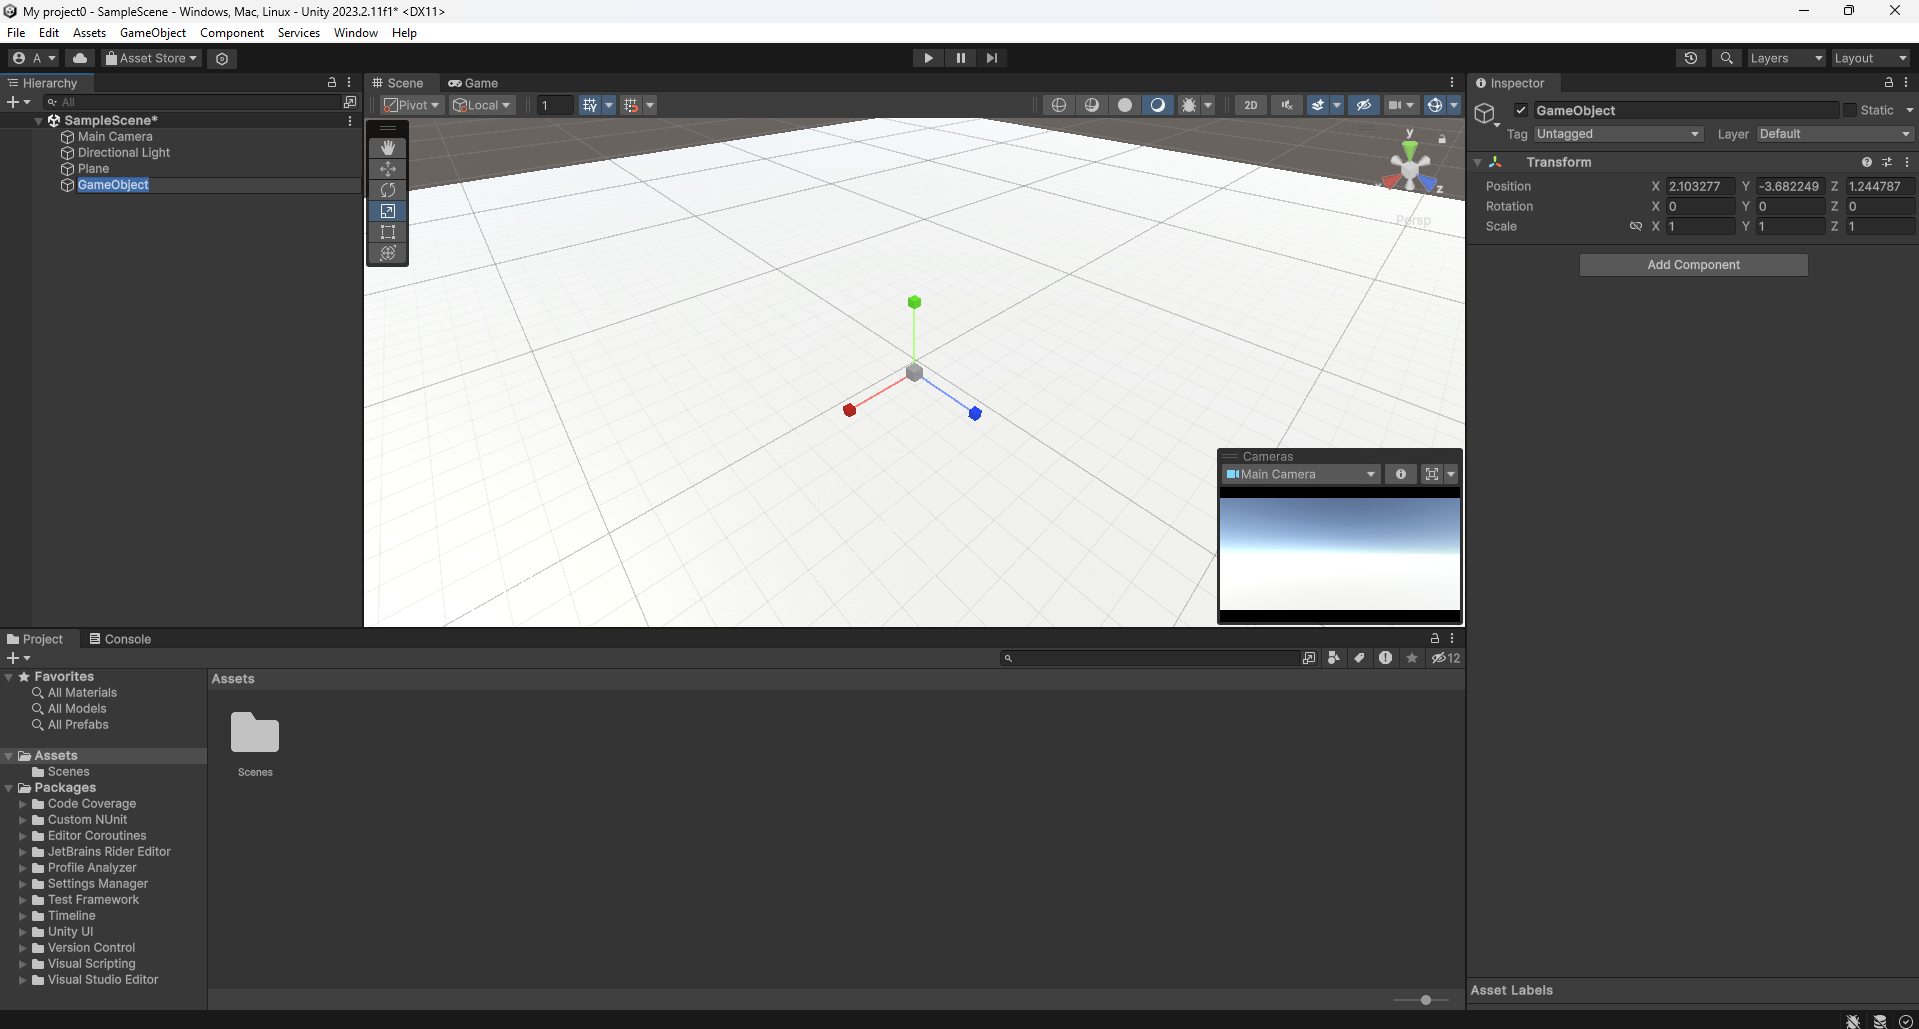 My project0 - SampleScene - Windows, Mac, Linux - Unity 2023.2.11f1* <DX11>
File Edit Assets GameObject Component Services Window Help
A Asset Store Layers Layout
Hierarchy
All
SampleScene*
Main Camera
Directional Light
Plane
GameObject
Scene Game
Pivot Local 1 2D
y
z
Persp
Cameras
Main Camera
Inspector
GameObject Static
Tag Untagged Layer Default
Transform
Position X 2.103277 Y -3.682249 Z 1.244787
Rotation X 0 Y 0 Z 0
Scale X 1 Y 1 Z 1
Add Component
Project Console
12
Favorites
All Materials
All Models
All Prefabs
Assets
Scenes
Packages
Code Coverage
Custom NUnit
Editor Coroutines
JetBrains Rider Editor
Profile Analyzer
Settings Manager
Test Framework
Timeline
Unity UI
Version Control
Visual Scripting
Visual Studio Editor
Assets
Scenes
Asset Labels